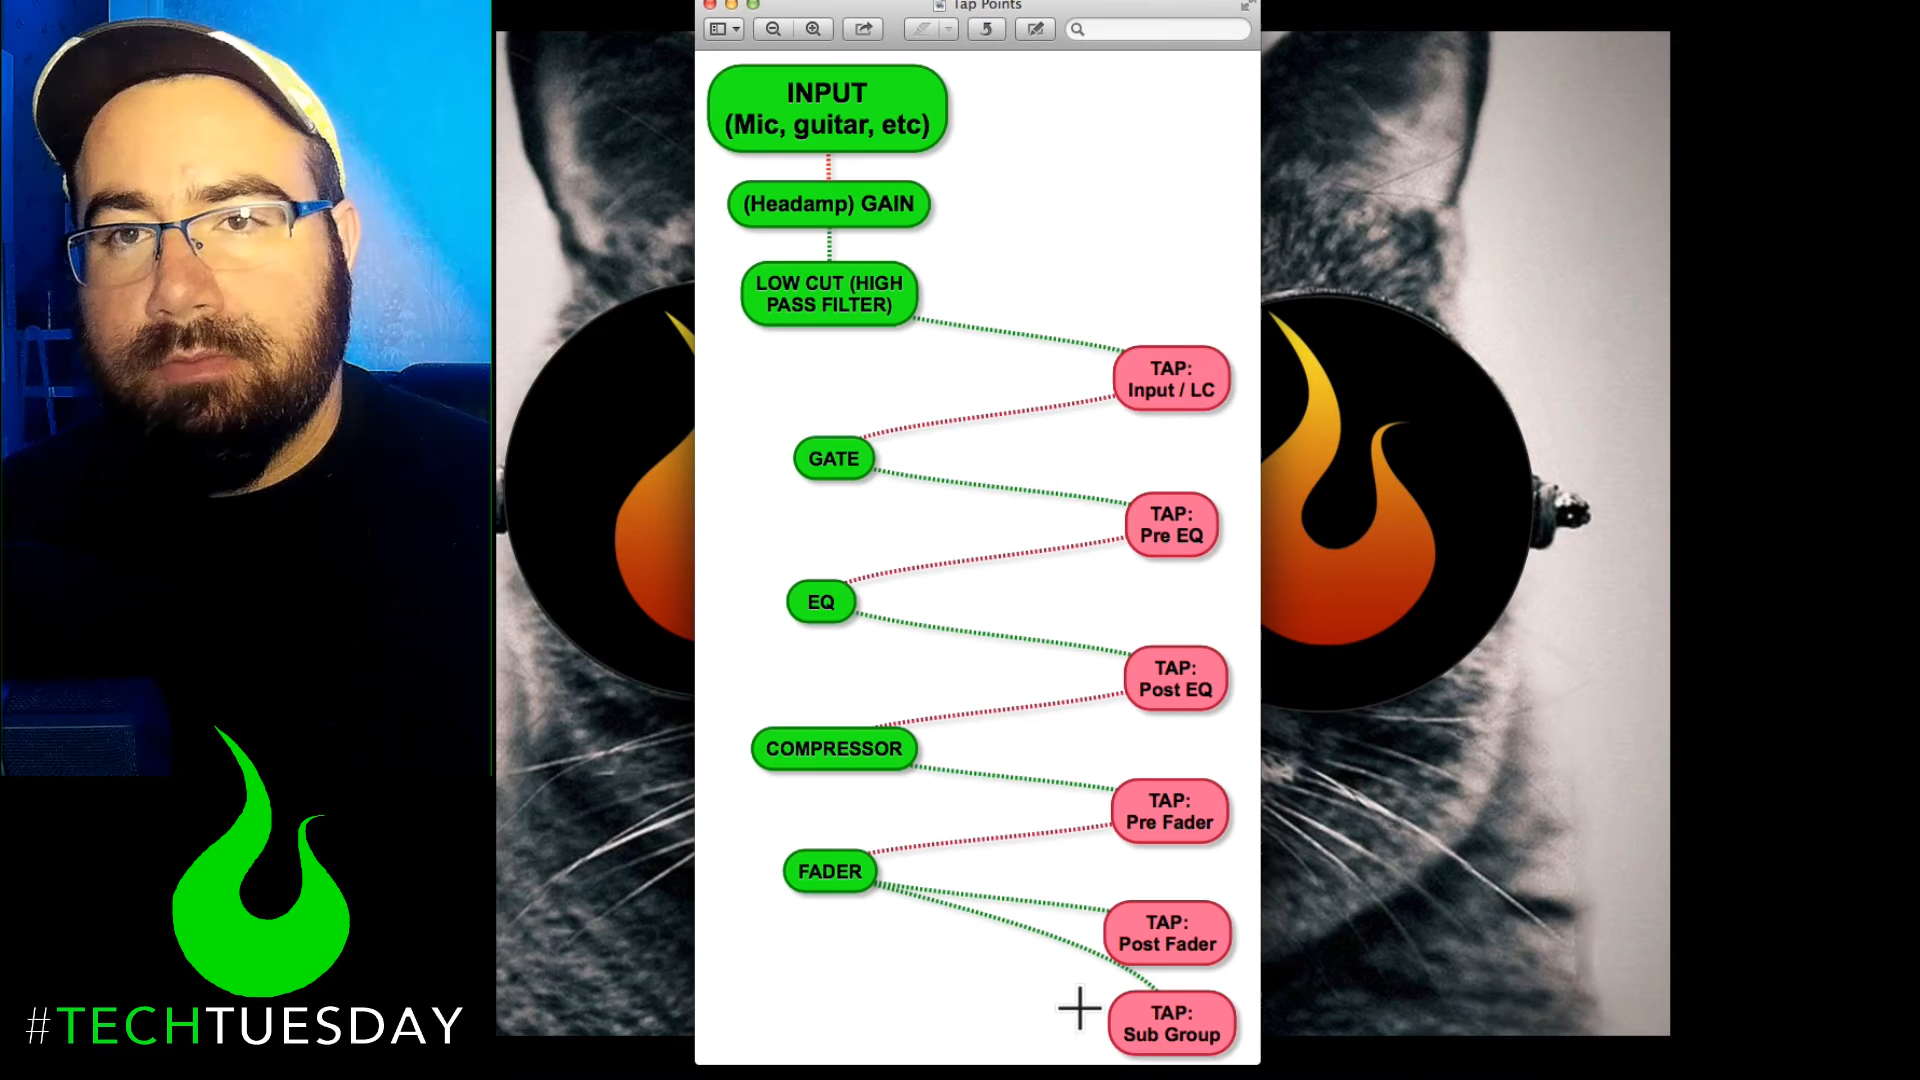 Tap Points
INPUT
(Mic, guitar, etc)
(Headamp) GAIN
LOW CUT (HIGH
PASS FILTER)
TAP:
Input / LC
GATE
TAP:
Pre EQ
EQ
TAP:
Post EQ
COMPRESSOR
TAP:
Pre Fader
FADER
TAP:
Post Fader
TAP:
Sub Group
#TECHTUESDAY